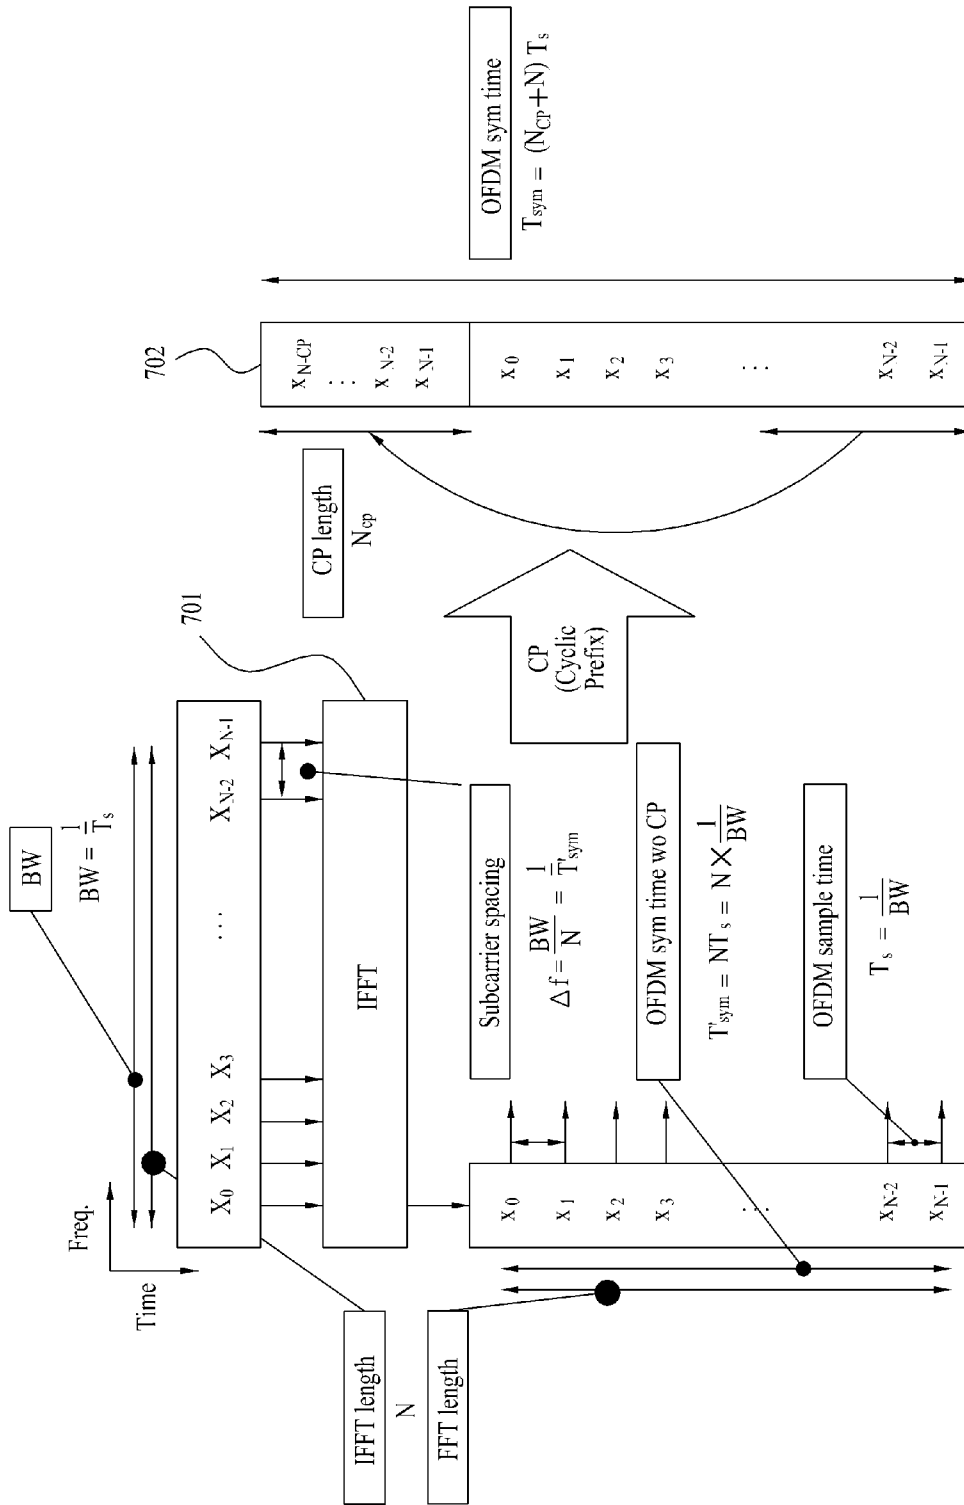 BW
BW = 1/T_s
Freq.
Time
X_0 X_1 X_2 X_3 ... X_N-2 X_N-1
701
IFFT
IFFT length
N
FFT length
x_0
x_1
x_2
x_3
...
x_N-2
x_N-1
Subcarrier spacing
Δf = BW/N = 1/T'_sym
OFDM sym time wo CP
T'_sym = NT_s = N × 1/BW
OFDM sample time
T_s = 1/BW
CP
(Cyclic
Prefix)
CP length
N_cp
702
x_N-CP
...
x_N-2
x_N-1
x_0
x_1
x_2
x_3
...
x_N-2
x_N-1
OFDM sym time
T_sym = (N_CP+N) T_s